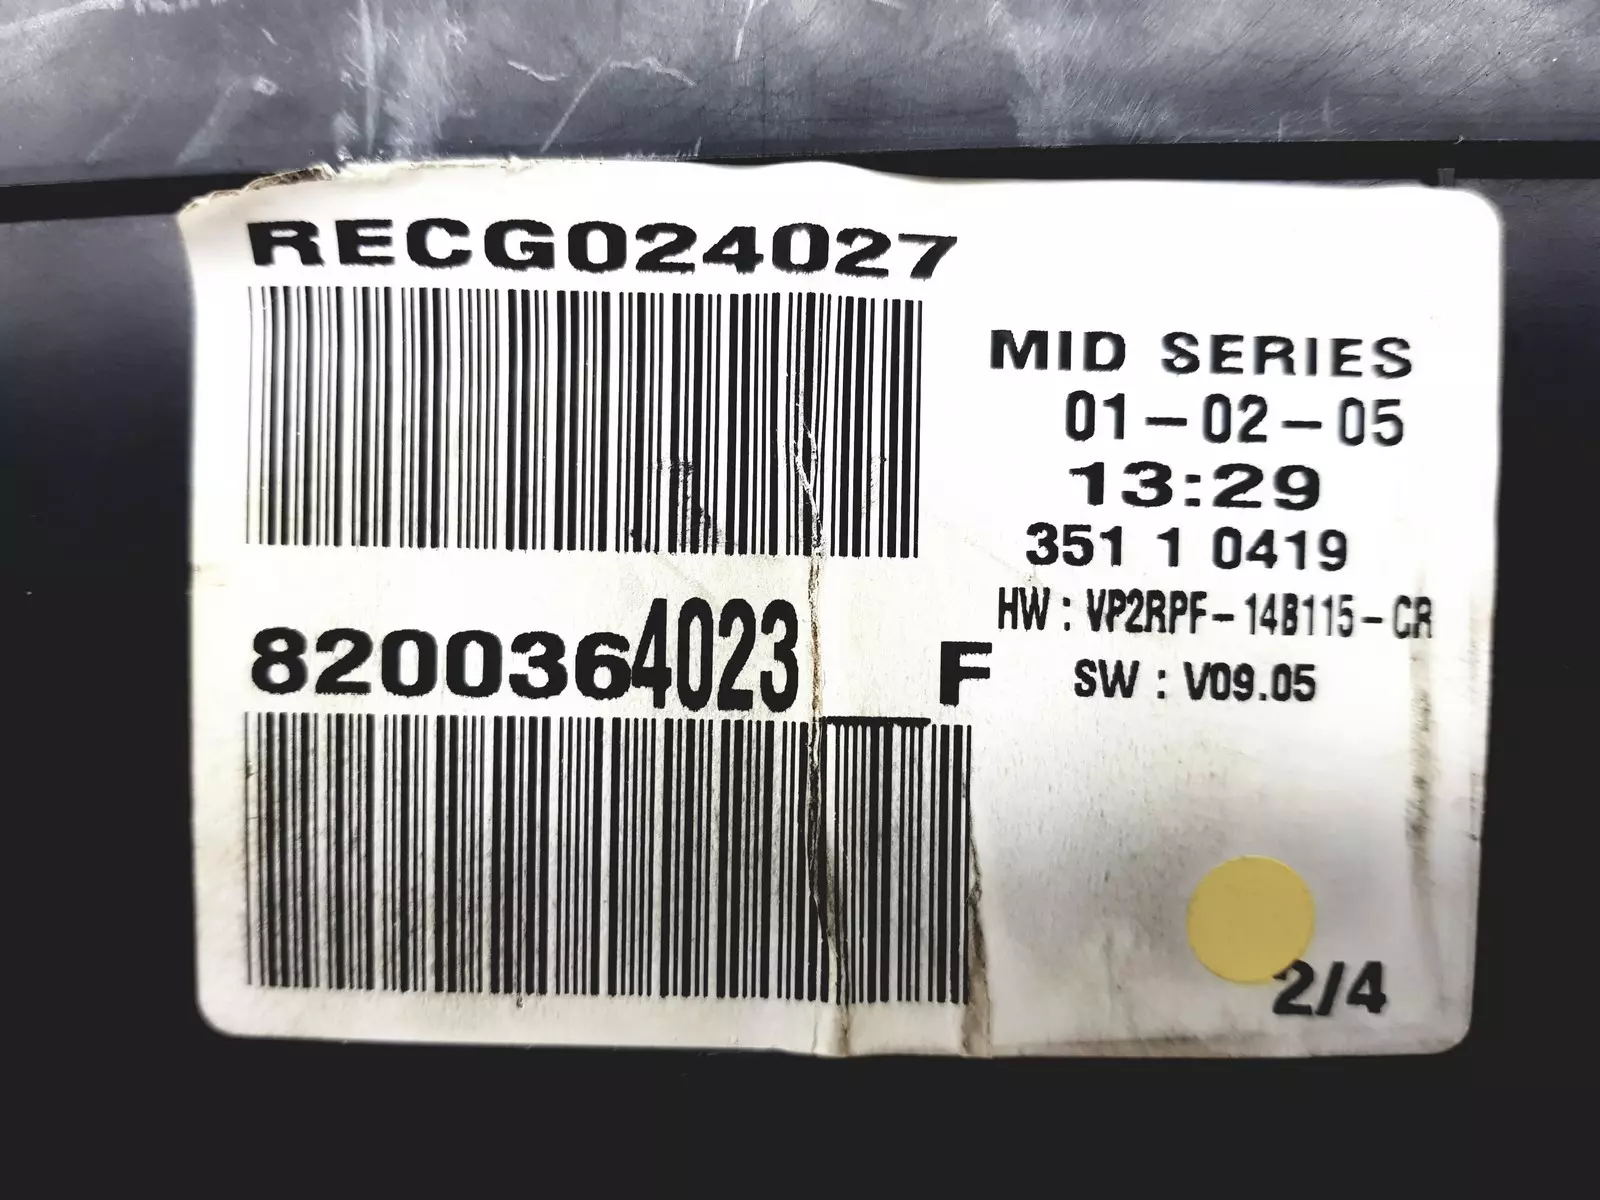 RECG024027
MID SERIES
01-02-05
13:29
351 1 0419
HW : VP2RPF-14B115-CR
SW : V09.05
8200364023__F
2/4